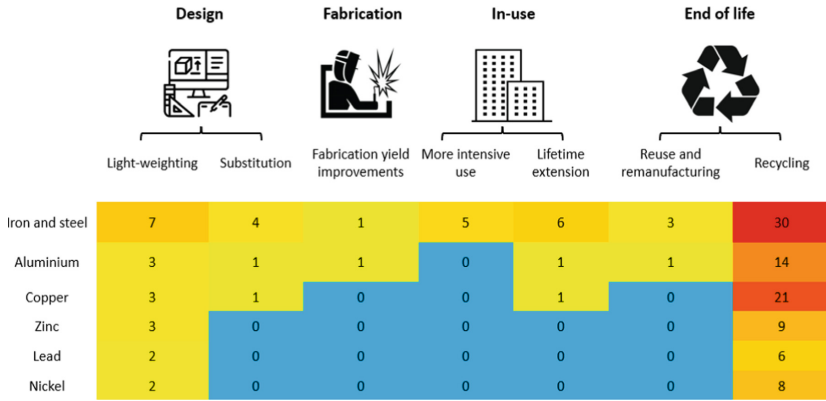 Design Fabrication In-use End of life
Light-weighting Substitution Fabrication yield improvements More intensive use Lifetime extension Reuse and remanufacturing Recycling
Iron and steel 7 4 1 5 6 3 30
Aluminium 3 1 1 0 1 1 14
Copper 3 1 0 0 1 0 21
Zinc 3 0 0 0 0 0 9
Lead 2 0 0 0 0 0 6
Nickel 2 0 0 0 0 0 8